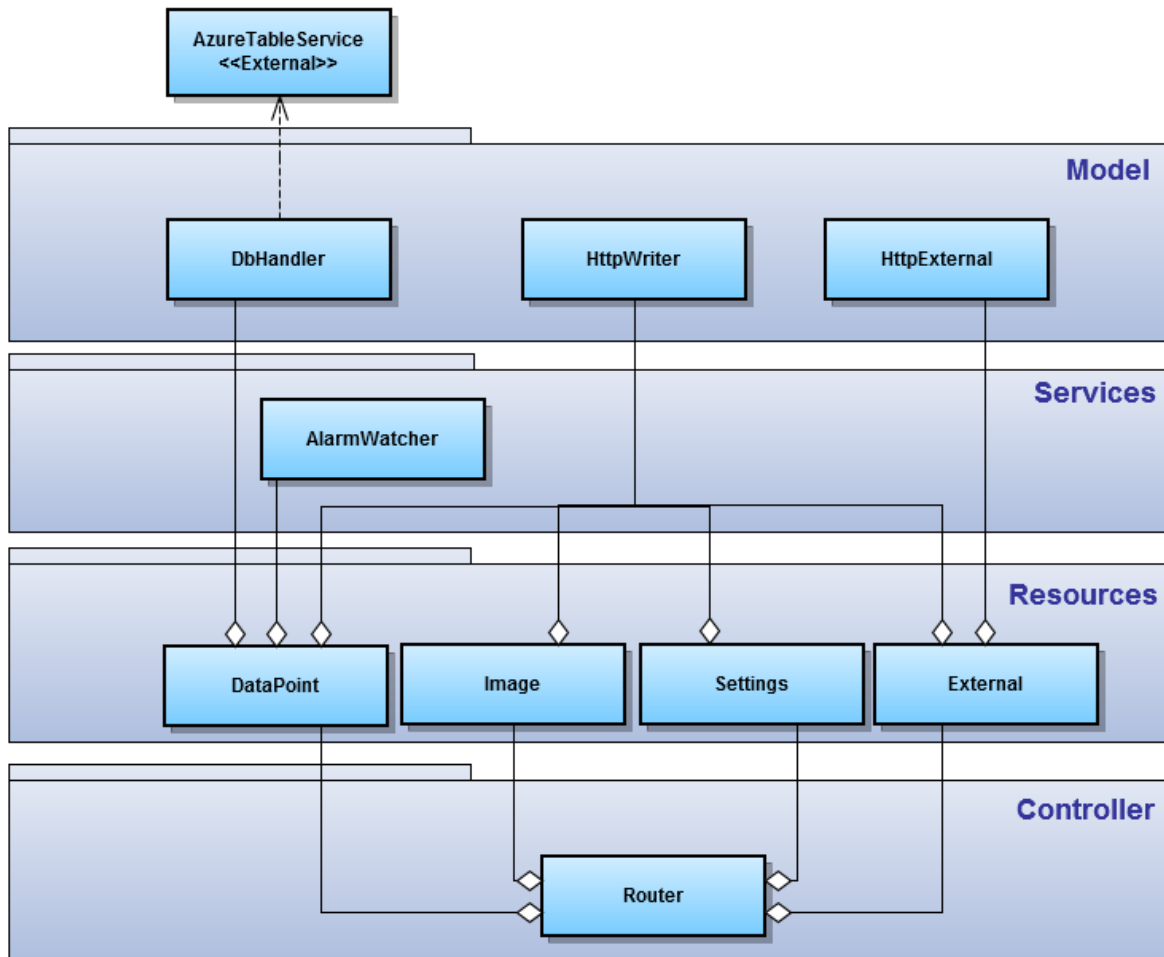 AzureTableService
<<External>>
Model
DbHandler
HttpWriter
HttpExternal
Services
AlarmWatcher
Resources
DataPoint
Image
Settings
External
Controller
Router